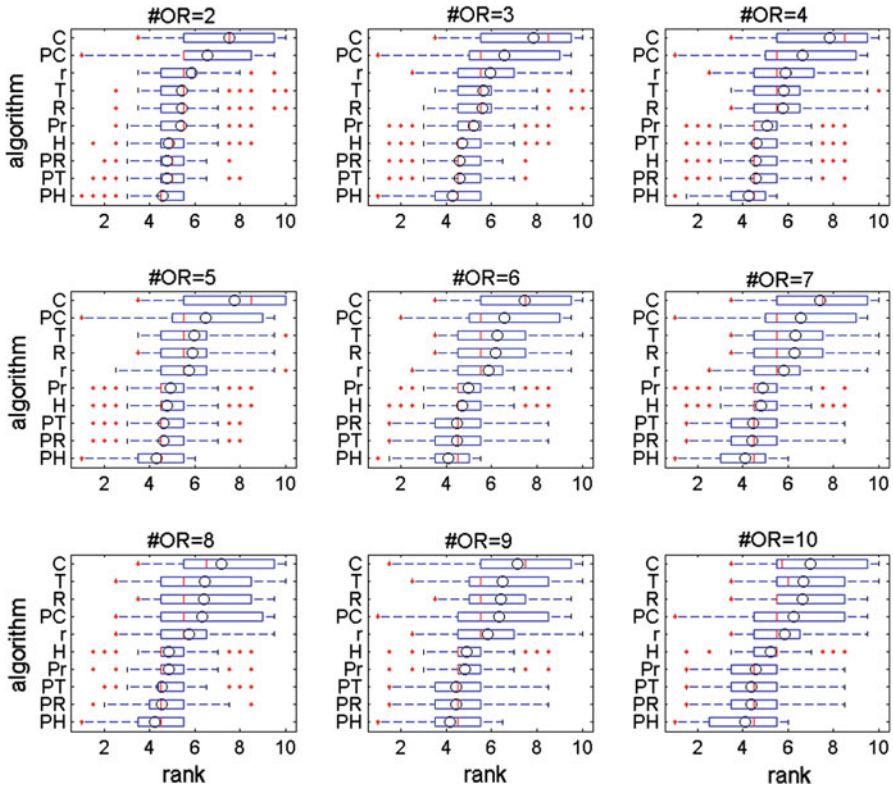 #OR=2
#OR=3
#OR=4
algorithm
C
PC
r
T
R
Pr
H
PR
PT
PH
2 4 6 8 10
C
PC
r
T
R
Pr
H
PR
PT
PH
2 4 6 8 10
C
PC
r
T
R
Pr
PT
H
PR
PH
2 4 6 8 10
#OR=5
#OR=6
#OR=7
algorithm
C
PC
T
R
r
Pr
H
PT
PR
PH
2 4 6 8 10
C
PC
T
R
r
Pr
H
PR
PT
PH
2 4 6 8 10
C
PC
T
R
r
Pr
H
PT
PR
PH
2 4 6 8 10
#OR=8
#OR=9
#OR=10
algorithm
C
T
R
PC
r
H
Pr
PT
PR
PH
2 4 6 8 10
rank
C
T
R
PC
r
H
Pr
PT
PR
PH
2 4 6 8 10
rank
C
T
R
PC
r
H
Pr
PT
PR
PH
2 4 6 8 10
rank